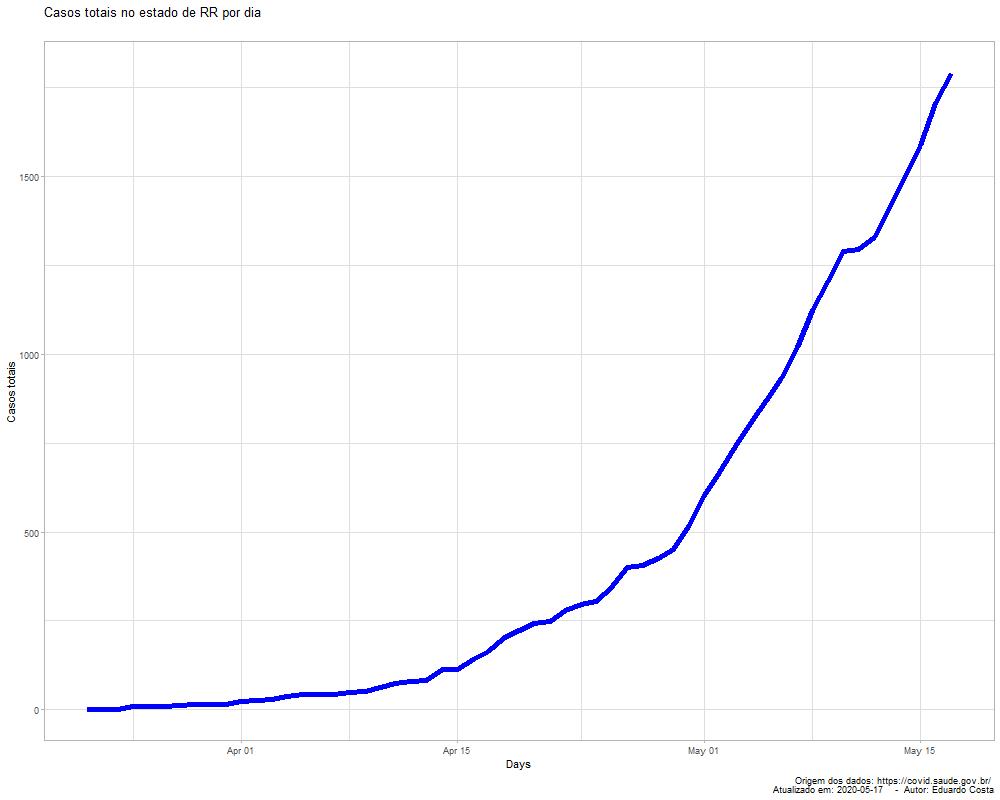 Casos totais no estado de RR por dia
1500
1000
500
0
Casos totais
Apr 01
Apr 15
May 01
May 15
Days
Origem dos dados: https://covid.saude.gov.br/
Atualizado em: 2020-05-17 - Autor: Eduardo Costa